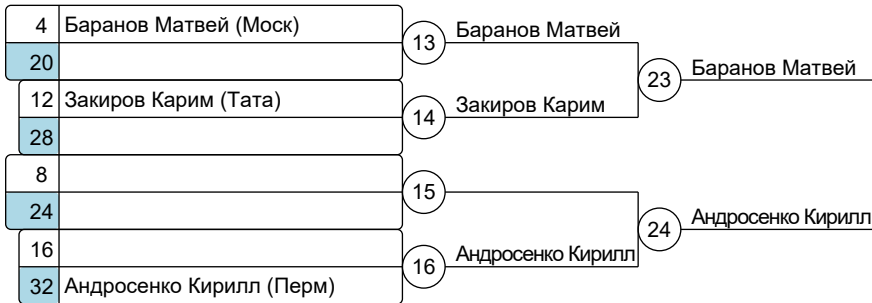 4 Баранов Матвей (Моск)
13 Баранов Матвей
20
23 Баранов Матвей
12 Закиров Карим (Тата)
14 Закиров Карим
28
8
15
24
24 Андросенко Кирилл
16
16 Андросенко Кирилл
32 Андросенко Кирилл (Перм)